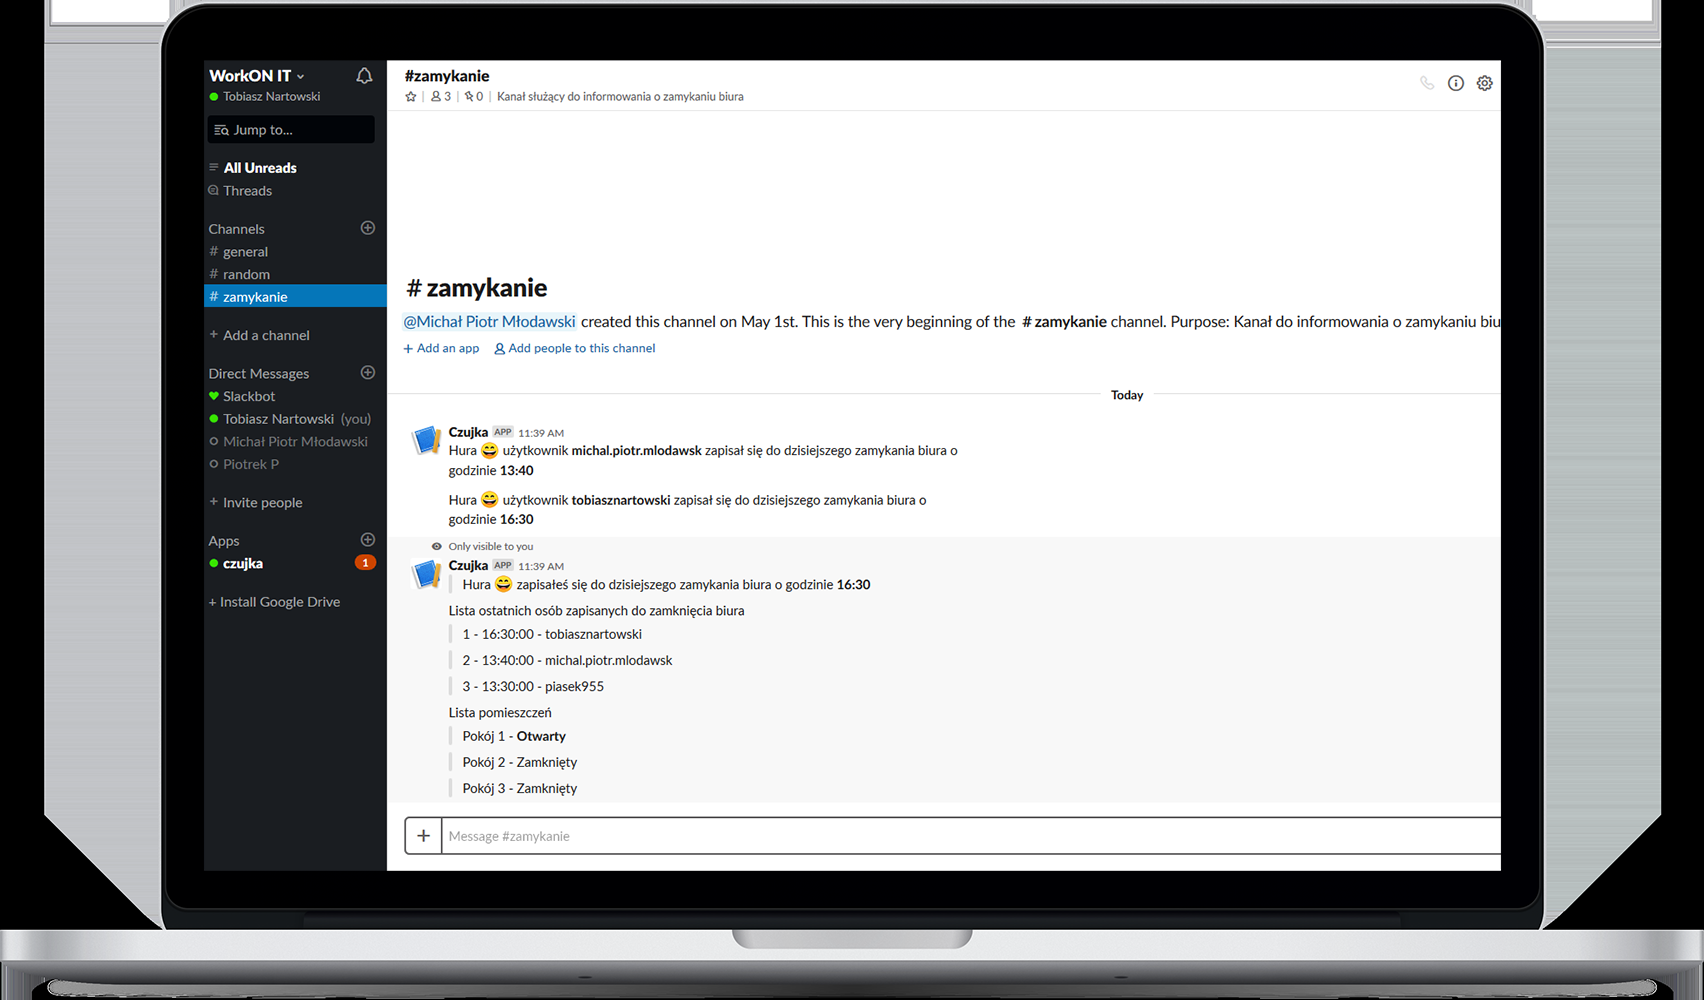 WorkON IT
Tobiasz Nartowski
Jump to...
All Unreads
Threads
Channels
# general
# random
# zamykanie
+ Add a channel
Direct Messages
Slackbot
Tobiasz Nartowski (you)
Michał Piotr Młodawski
Piotrek P
+ Invite people
Apps
czujka 1
+ Install Google Drive
#zamykanie
3 | 0 | Kanał służący do informowania o zamykaniu biura
# zamykanie
@Michał Piotr Młodawski created this channel on May 1st. This is the very beginning of the # zamykanie channel. Purpose: Kanał do informowania o zamykaniu biu
+ Add an app Add people to this channel
Today
Czujka APP 11:39 AM
Hura 😄 użytkownik michal.piotr.mlodawsk zapisał się do dzisiejszego zamykania biura o
godzinie 13:40
Hura 😄 użytkownik tobiasznartowski zapisał się do dzisiejszego zamykania biura o
godzinie 16:30
Only visible to you
Czujka APP 11:39 AM
Hura 😄 zapisałeś się do dzisiejszego zamykania biura o godzinie 16:30
Lista ostatnich osób zapisanych do zamknięcia biura
1 - 16:30:00 - tobiasznartowski
2 - 13:40:00 - michal.piotr.mlodawsk
3 - 13:30:00 - piasek955
Lista pomieszczeń
Pokój 1 - Otwarty
Pokój 2 - Zamknięty
Pokój 3 - Zamknięty
+ Message #zamykanie